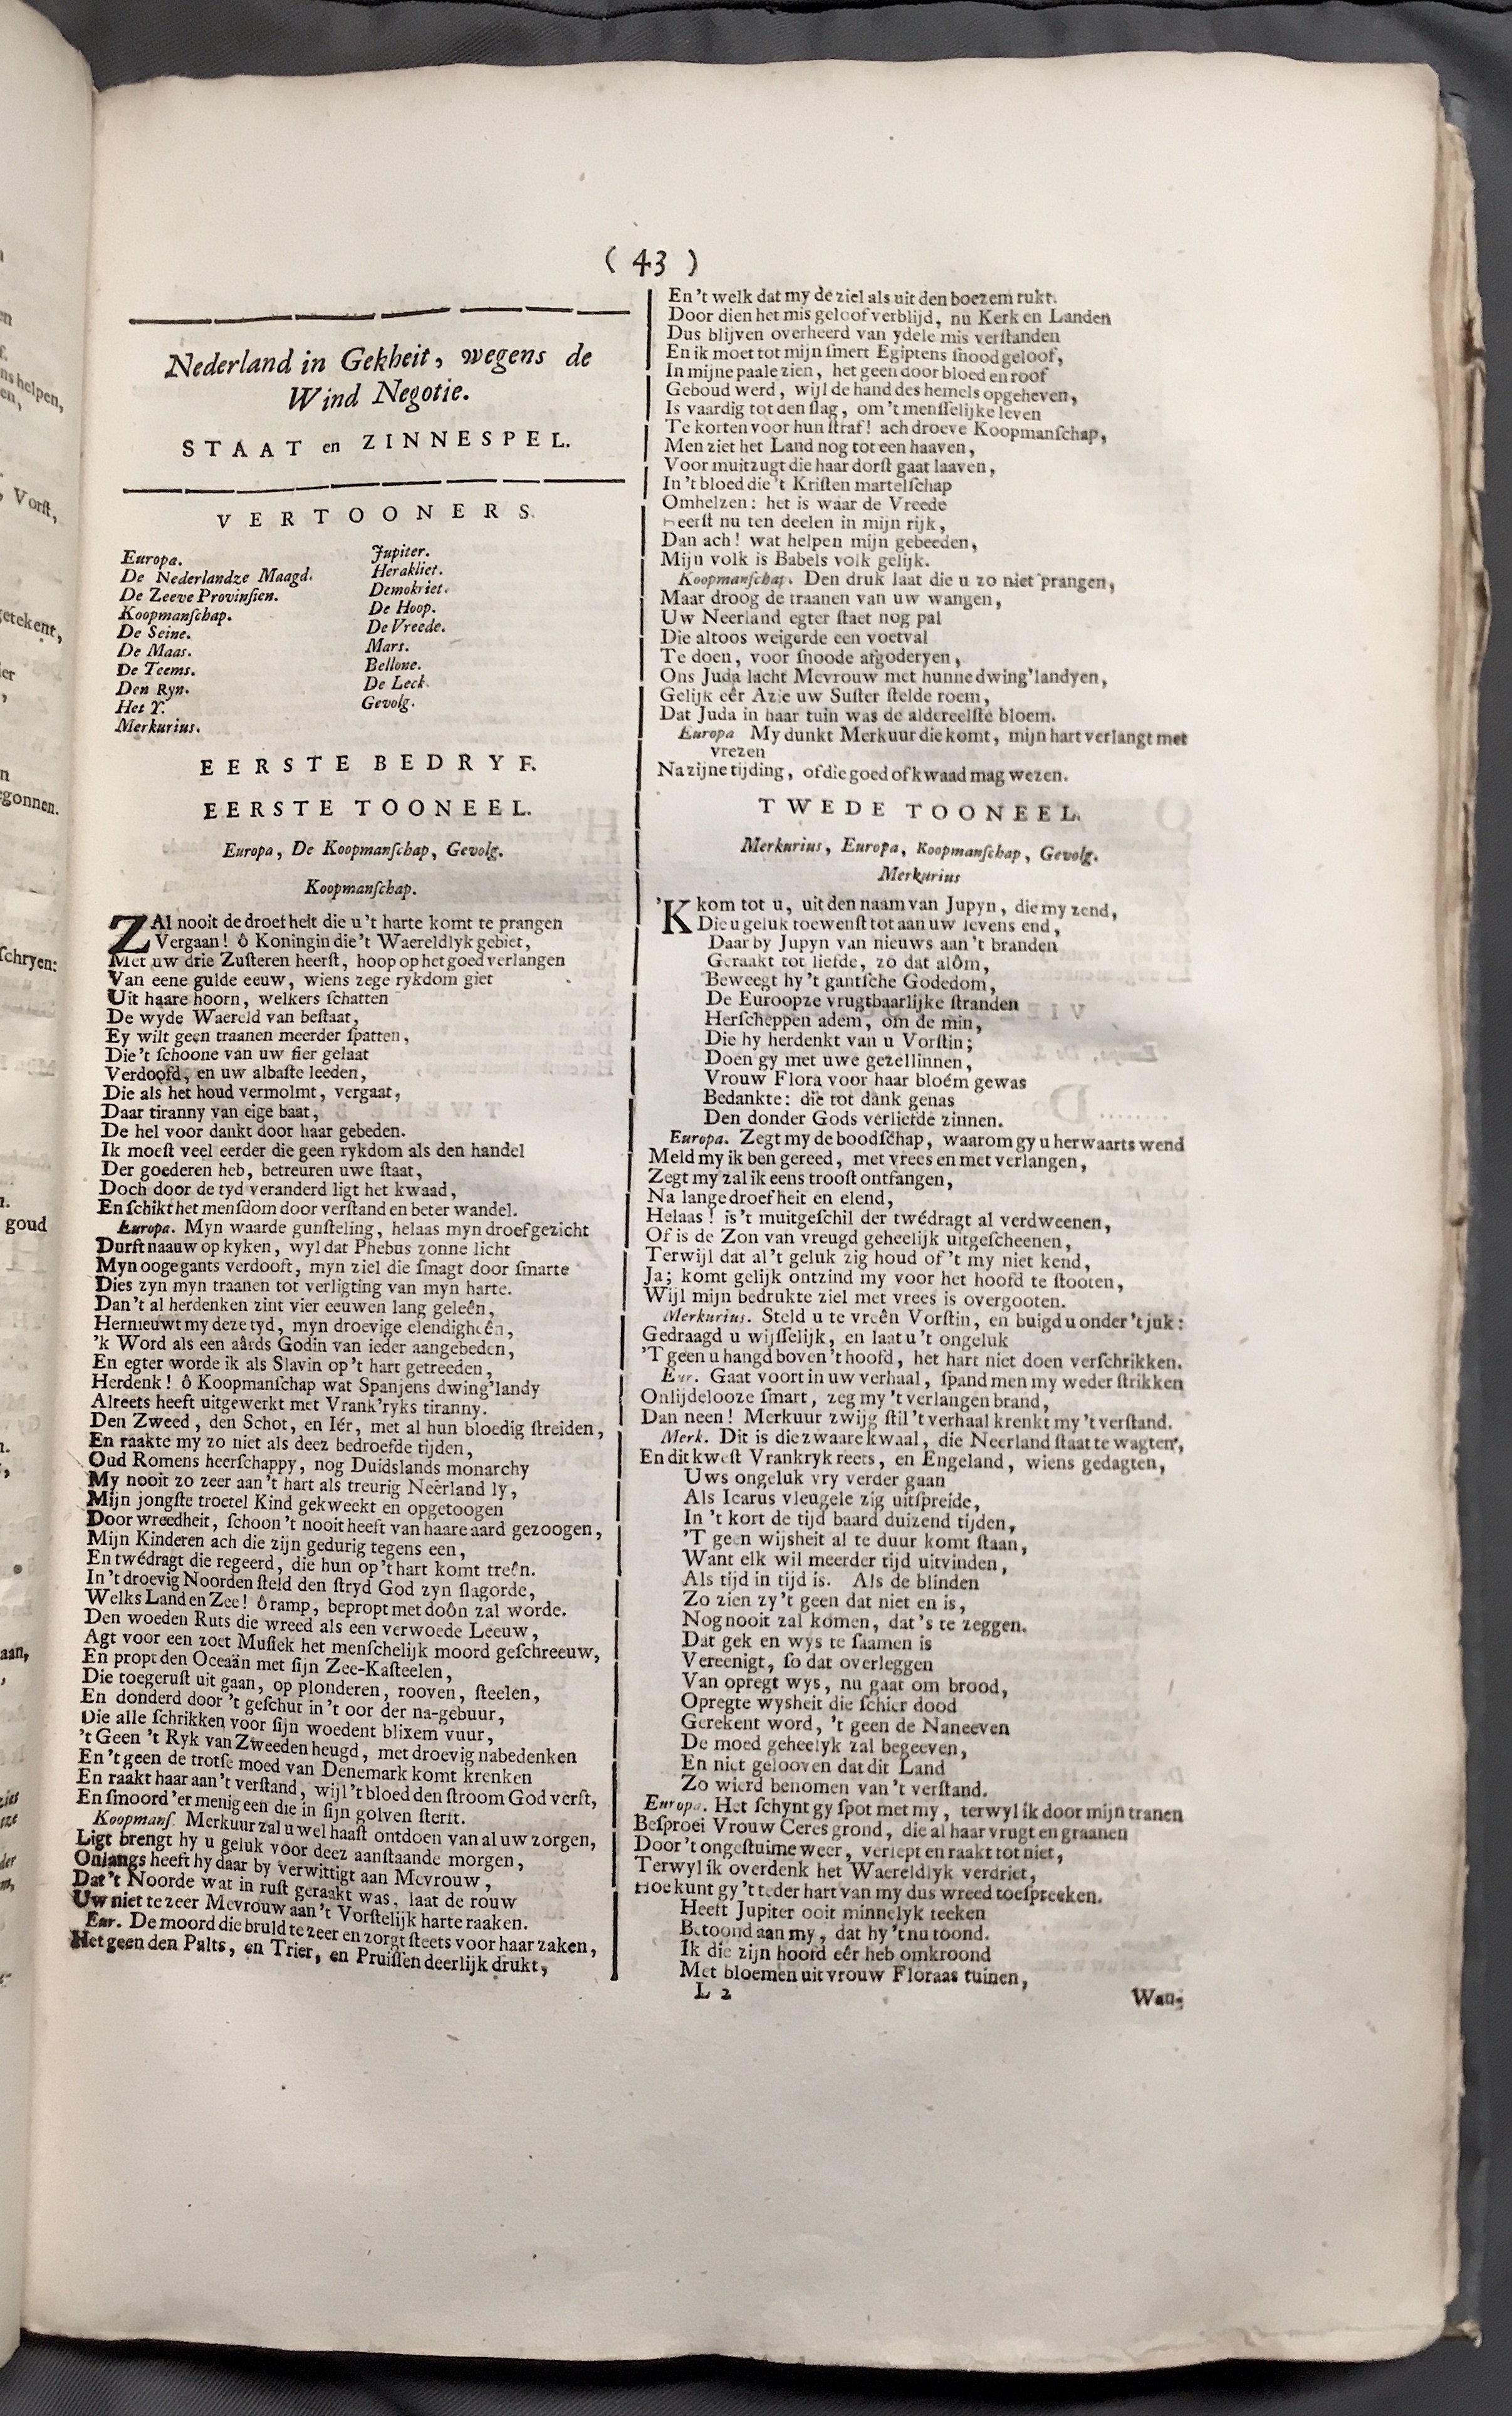 ( 43 )
Nederland in Gekheit, wegens de
Wind Negotie.
STAAT en ZINNESPEL.
VERTOONERS.
Europa.
De Nederlandze Maagd.
De Zeeve Provinſien.
Koopmanſchap.
De Seine.
De Maas.
De Teems.
Den Ryn.
Het Y.
Merkurius.
Jupiter.
Herakliet.
Demokriet.
De Hoop.
De Vreede.
Mars.
Bellone.
De Leck.
Gevolg.
EERSTE BEDRYF.
EERSTE TOONEEL.
Europa, De Koopmanſchap, Gevolg.
Koopmanſchap.
ZAl nooit de droefheit die u 't harte komt te prangen
Vergaan! ô Koningin die 't Waereldlyk gebiet,
Met uw drie Zuſteren heerſt, hoop op het goed verlangen
Van eene gulde eeuw, wiens zege rykdom giet
Uit haare hoorn, welkers ſchatten
De wyde Waereld van beſtaat,
Ey wilt geen traanen meerder ſpatten,
Die 't ſchoone van uw fier gelaat
Verdoofd, en uw albaſte leeden,
Die als het houd vermolmt, vergaat,
Daar tiranny van eige baat,
De hel voor dankt door haar gebeden.
Ik moeſt veel eerder die geen rykdom als den handel
Der goederen heb, betreuren uwe ſtaat,
Doch door de tyd veranderd ligt het kwaad,
En ſchikt het menſdom door verſtand en beter wandel.
Europa. Myn waarde gunſteling, helaas myn droef gezicht
Durft naauw op kyken, wyl dat Phebus zonne licht
Myn ooge gants verdooft, myn ziel die ſmagt door ſmarte
Dies zyn myn traanen tot verligting van myn harte.
Dan 't al herdenken zint vier eeuwen lang geleên,
Hernieuwt my deze tyd, myn droevige elendighêên,
'k Word als een aârds Godin van ieder aangebeden,
En egter worde ik als Slavin op 't hart getreeden,
Herdenk! ô Koopmanſchap wat Spanjens dwing'landy
Alreets heeft uitgewerkt met Vrank'ryks tiranny.
Den Zweed, den Schot, en Iér, met al hun bloedig ſtreiden,
En raakte my zo niet als deez bedroefde tijden,
Oud Romens heerſchappy, nog Duidslands monarchy
My nooit zo zeer aan 't hart als treurig Neêrland ly,
Mijn jongſte troetel Kind gekweekt en opgetoogen
Door wreedheit, ſchoon 't nooit heeft van haare aard gezoogen,
Mijn Kinderen ach die zijn gedurig tegens een,
En twédragt die regeerd, die hun op 't hart komt treên.
In 't droevig Noorden ſteld den ſtryd God zyn ſlagorde,
Welks Land en Zee! ô ramp, bepropt met doôn zal worde.
Den woeden Ruts die wreed als een verwoede Leeuw,
Agt voor een zoet Muſiek het menſchelijk moord geſchreeuw,
En propt den Oceaän met ſijn Zee-Kaſteelen,
Die toegeruſt uit gaan, op plonderen, rooven, ſteelen,
En donderd door 't geſchut in 't oor der na-gebuur,
Die alle ſchrikken voor ſijn woedent blixem vuur,
't Geen 't Ryk van Zweeden heugd, met droevig nabedenken
En 't geen de trotſe moed van Denemark komt krenken
En raakt haar aan 't verſtand, wijl 't bloed den ſtroom God verft,
En ſmoord 'er menig een die in ſijn golven ſterft.
Koopmanſ. Merkuur zal u wel haaſt ontdoen van al uw zorgen,
Ligt brengt hy u geluk voor deez aanſtaande morgen,
Onlangs heeft hy daar by verwittigt aan Mevrouw,
Dat 't Noorde wat in ruſt geraakt was, laat de rouw
Uw niet te zeer Mevrouw aan 't Vorſtelijk harte raaken.
Eur. De moord die bruld te zeer en zorgt ſteets voor haar zaken,
Het geen den Palts, en Trier, en Pruiſſen deerlijk drukt,
En 't welk dat my de ziel als uit den boezem rukt.
Door dien het mis geloof verblijd, nu Kerk en Landen
Dus blijven overheerd van ydele mis verſtanden
En ik moet tot mijn ſmert Egiptens ſnood geloof,
In mijne paale zien, het geen door bloed en roof
Geboud werd, wijl de hand des hemels opgeheven,
Is vaardig tot den ſlag, om 't menſſelijke leven
Te korten voor hun ſtraf! ach droeve Koopmanſchap,
Men ziet het Land nog tot een haaven,
Voor muitzugt die haar dorſt gaat laaven,
In 't bloed die 't Kriſten martelſchap
Omhelzen: het is waar de Vreede
Heerſt nu ten deelen in mijn rijk,
Dan ach! wat helpen mijn gebeeden,
Mijn volk is Babels volk gelijk.
Koopmanſchap. Den druk laat die u zo niet prangen,
Maar droog de traanen van uw wangen,
Uw Neerland egter ſtaet nog pal
Die altoos weigerde een voetval
Te doen, voor ſnoode afgoderyen,
Ons Juda lacht Mevrouw met hunne dwing'landyen,
Gelijk eêr Azie uw Suſter ſtelde roem,
Dat Juda in haar tuin was de aldereelſte bloem.
Europa My dunkt Merkuur die komt, mijn hart verlangt met
vrezen
Na zijne tijding, of die goed of kwaad mag wezen.
TWEDE TOONEEL.
Merkurius, Europa, Koopmanſchap, Gevolg.
Merkurius
'K kom tot u, uit den naam van Jupyn, die my zend,
Die u geluk toewenſt tot aan uw levens end,
Daar by Jupyn van nieuws aan 't branden
Geraakt tot liefde, zo dat alôm,
Beweegt hy 't gantſche Godedom,
De Euroopze vrugtbaarlijke ſtranden
Herſcheppen adem, om de min,
Die hy herdenkt van u Vorſtin;
Doen gy met uwe gezellinnen,
Vrouw Flora voor haar bloém gewas
Bedankte: die tot dank genas
Den donder Gods verliefde zinnen.
Europa. Zegt my de boodſchap, waarom gy u herwaarts wend
Meld my ik ben gereed, met vrees en met verlangen,
Zegt my zal ik eens trooſt ontfangen,
Na lange droefheit en elend,
Helaas! is 't muitgeſchil der twédragt al verdweenen,
Of is de Zon van vreugd geheelijk uitgeſcheenen,
Terwijl dat al 't geluk zig houd of 't my niet kend,
Ja; komt gelijk ontzind my voor het hoofd te ſtooten,
Wijl mijn bedrukte ziel met vrees is overgooten.
Merkurius. Steld u te vreên Vorſtin, en buigd u onder 't juk:
Gedraagd u wijſſelijk, en laat u 't ongeluk
'T geen u hangd boven 't hoofd, het hart niet doen verſchrikken.
Eur. Gaat voort in uw verhaal, ſpand men my weder ſtrikken
Onlijdelooze ſmart, zeg my 't verlangen brand,
Dan neen! Merkuur zwijg ſtil 't verhaal krenkt my 't verſtand.
Merk. Dit is die zwaare kwaal, die Neerland ſtaat te wagten,
En dit kweſt Vrankryk reets, en Engeland, wiens gedagten,
Uws ongeluk vry verder gaan
Als Icarus vleugele zig uitſpreide,
In 't kort de tijd baard duizend tijden,
'T geen wijsheit al te duur komt ſtaan,
Want elk wil meerder tijd uitvinden,
Als tijd in tijd is. Als de blinden
Zo zien zy 't geen dat niet en is,
Nog nooit zal komen, dat 's te zeggen.
Dat gek en wys te ſaamen is
Vereenigt, ſo dat overleggen
Van opregt wys, nu gaat om brood,
Opregte wysheit die ſchier dood
Gerekent word, 't geen de Naneeven
De moed geheelyk zal begeeven,
En niet gelooven dat dit Land
Zo wierd benomen van 't verſtand.
Europa. Het ſchynt gy ſpot met my, terwyl ik door mijn tranen
Beſproei Vrouw Ceres grond, die al haar vrugt en graanen
Door 't ongeſtuime weer, verlept en raakt tot niet,
Terwyl ik overdenk het Waereldlyk verdriet,
Hoe kunt gy 't teder hart van my dus wreed toeſpreeken.
Heeft Jupiter ooit minnelyk teeken
Betoond aan my, dat hy 't nu toond.
Ik die zijn hoofd eér heb omkroond
Met bloemen uit vrouw Floraas tuinen,
L 2
Wan-